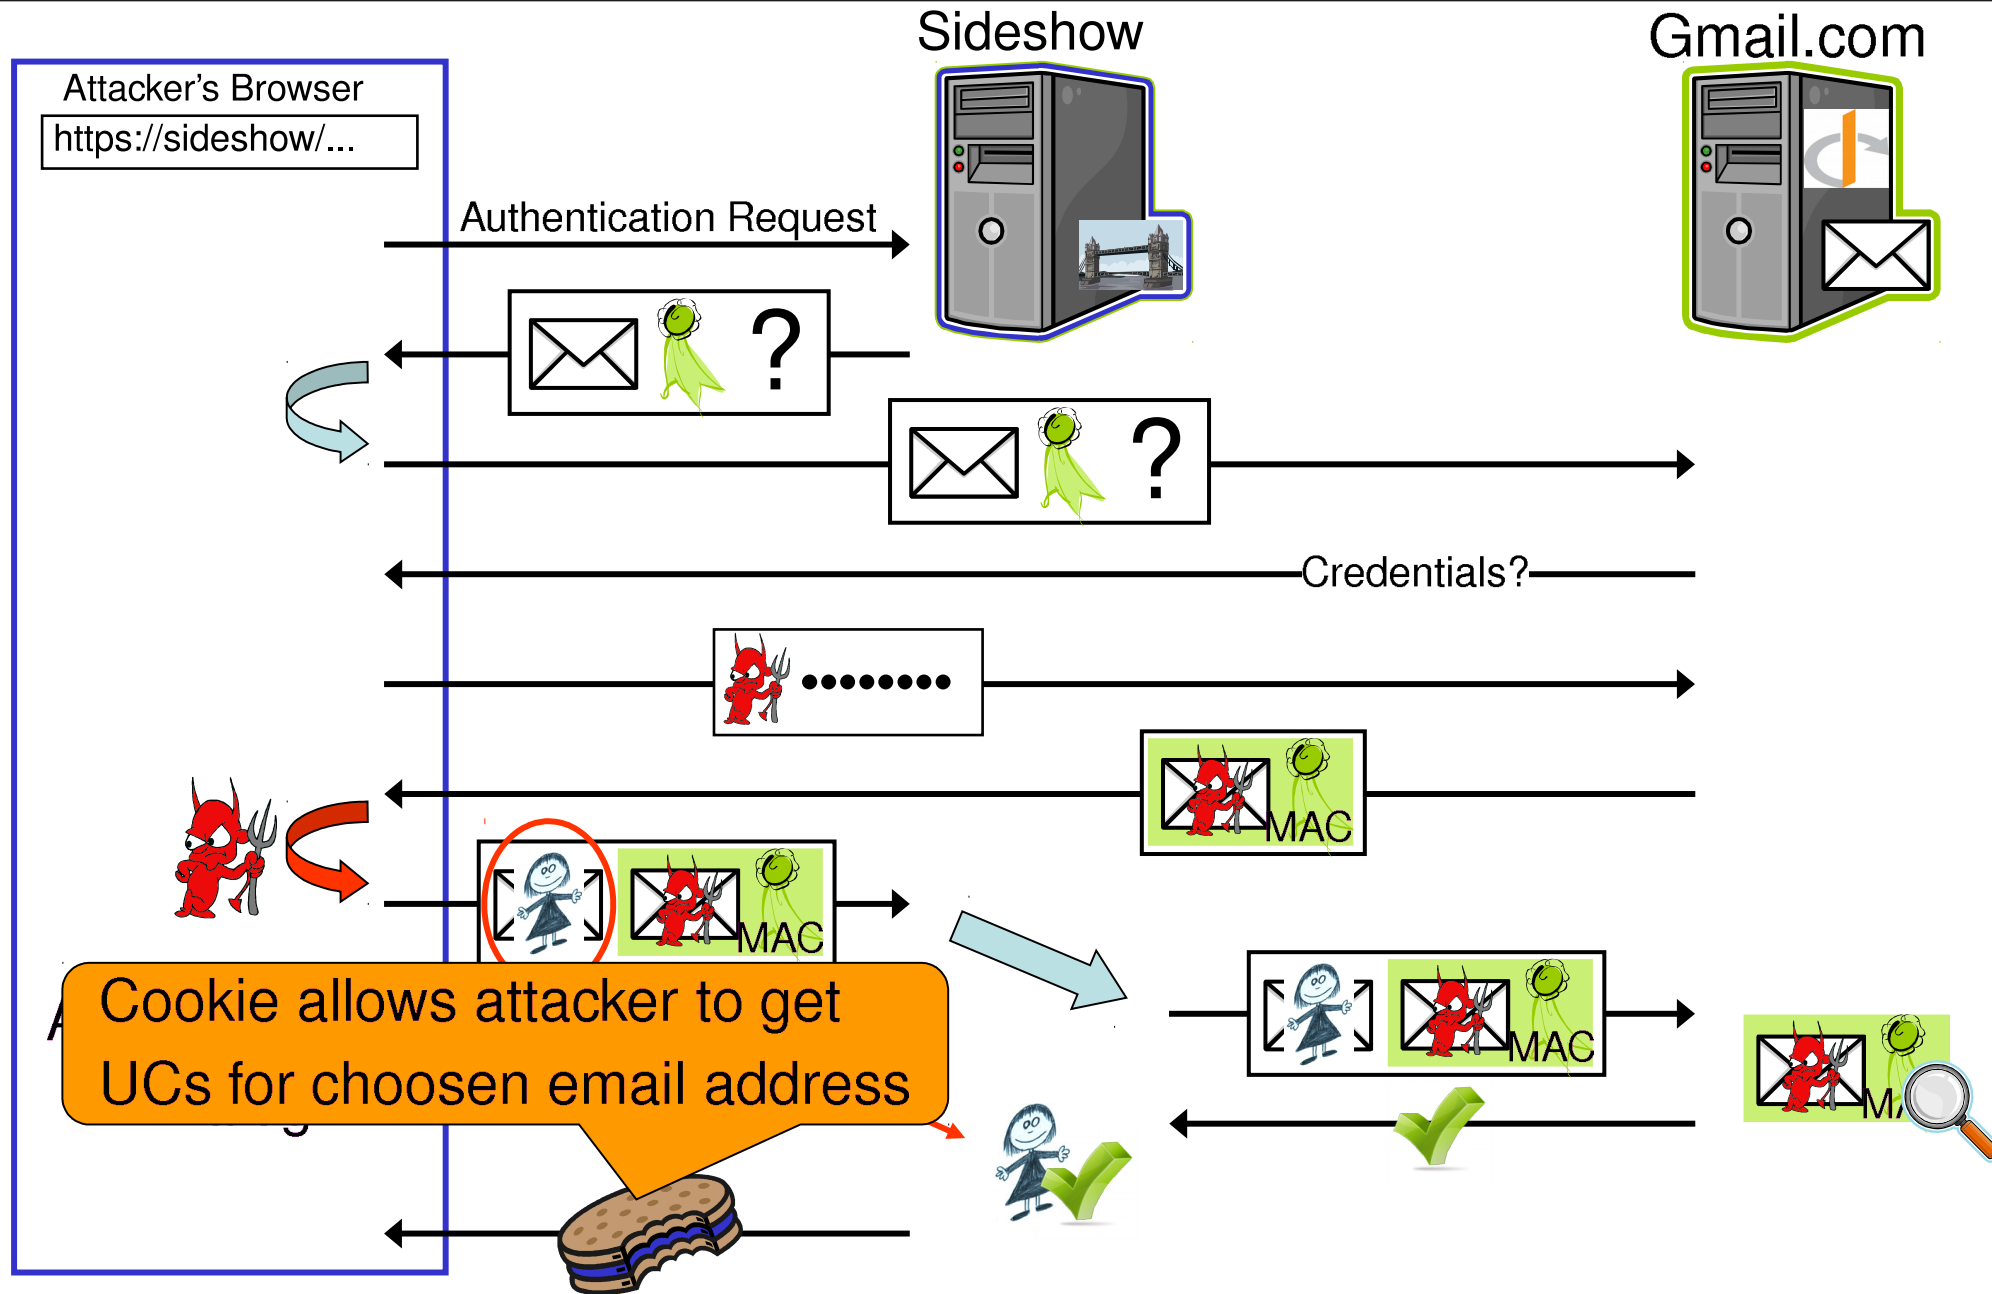 Sideshow
Gmail.com
Attacker's Browser
https://sideshow/...
Authentication Request
?
?
Credentials?
MAC
MAC
MAC
Cookie allows attacker to get
UCs for choosen email address